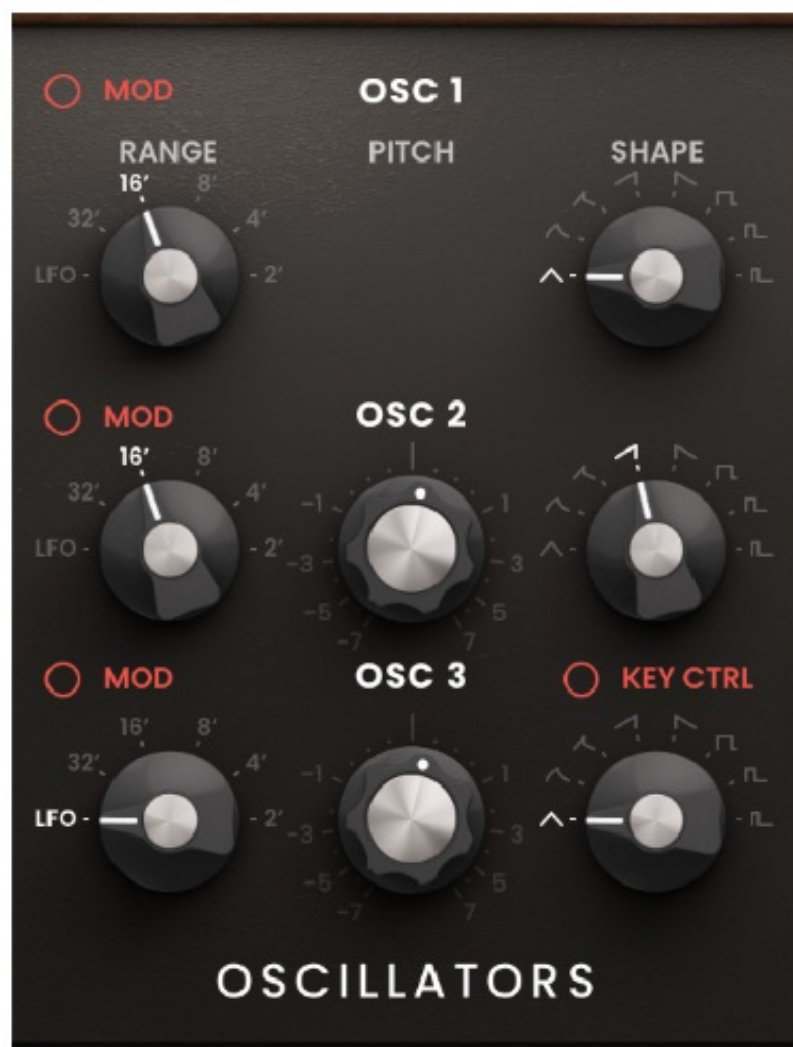 MOD OSC 1
RANGE PITCH SHAPE
16′ 8′
32′ 4′
LFO 2′
MOD OSC 2
16′ 8′
32′ 4′ -1 1
LFO 2′ -3 3
-5 5
-7 7
MOD OSC 3 KEY CTRL
16′ 8′
32′ 4′ -1 1
LFO 2′ -3 3
-5 5
-7 7
OSCILLATORS